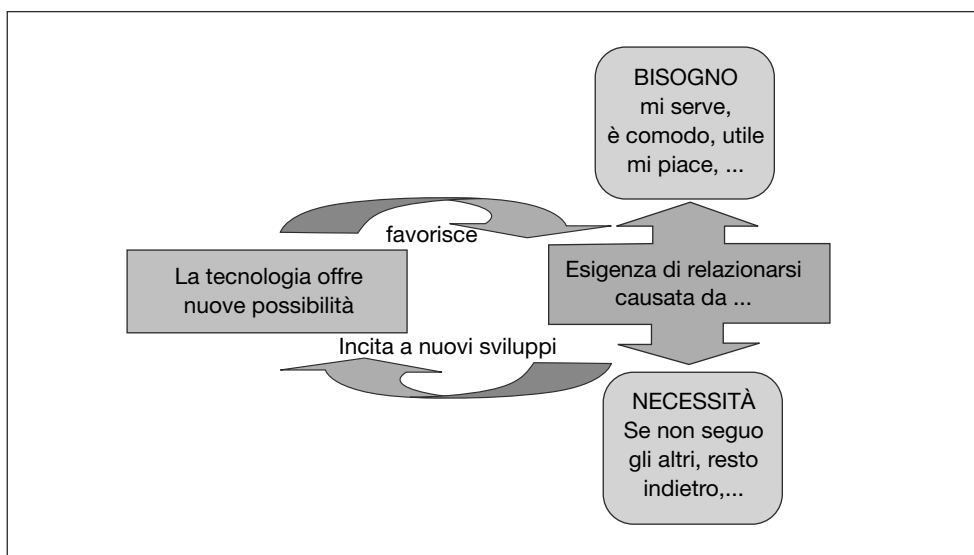 BISOGNO
mi serve,
è comodo, utile
mi piace, ...
favorisce
La tecnologia offre
nuove possibilità
Esigenza di relazionarsi
causata da ...
Incita a nuovi sviluppi
NECESSITÀ
Se non seguo
gli altri, resto
indietro,...